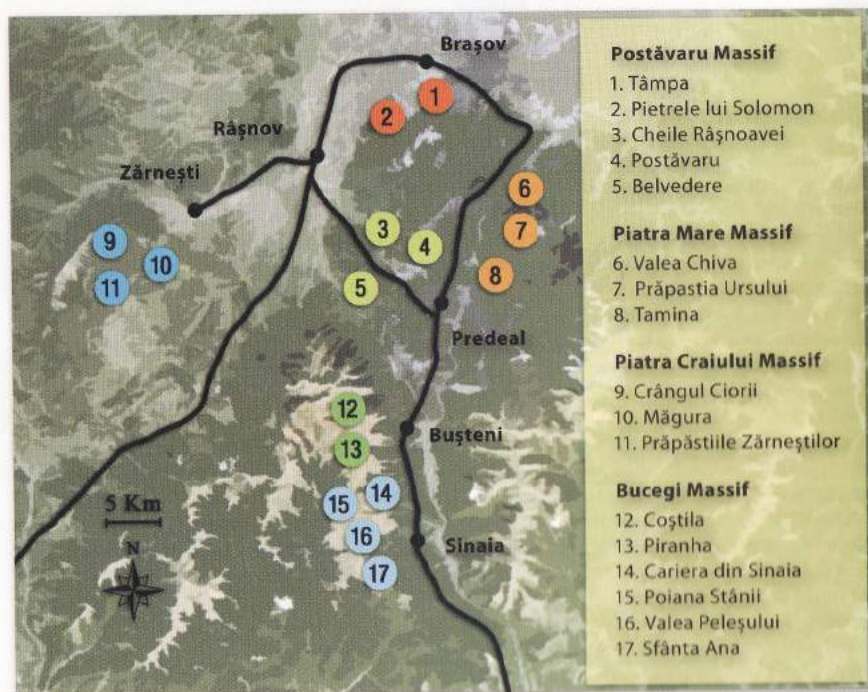 Brașov
1
2
Râșnov
Zărnești
6
3
7
9
4
10
8
11
5
Predeal
12
Bușteni
13
5 Km
14
15
N
16
Sinaia
17
Postăvaru Massif
1. Tâmpa
2. Pietrele lui Solomon
3. Cheile Râșnoavei
4. Postăvaru
5. Belvedere
Piatra Mare Massif
6. Valea Chiva
7. Prăpastia Ursului
8. Tamina
Piatra Craiului Massif
9. Crângul Ciorii
10. Măgura
11. Prăpăstiile Zărneștilor
Bucegi Massif
12. Coștila
13. Piranha
14. Cariera din Sinaia
15. Poiana Stânii
16. Valea Peleșului
17. Sfânta Ana